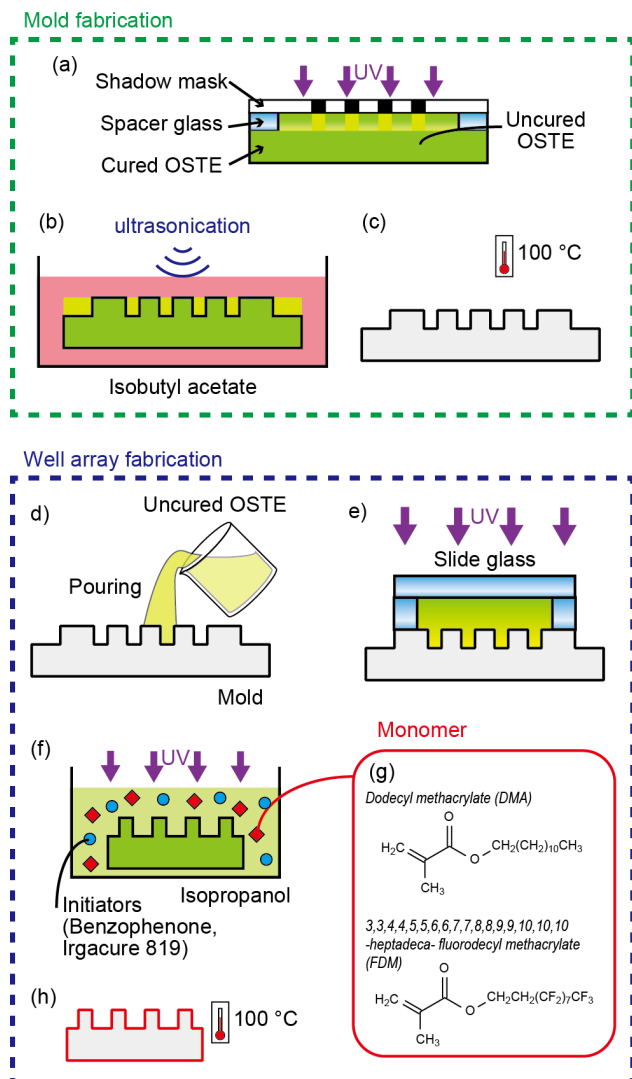 Mold fabrication
(a)
UV
Shadow mask
Spacer glass
Cured OSTE
Uncured
OSTE
(b)
ultrasonication
Isobutyl acetate
(c)
100 °C
Well array fabrication
d)
Uncured OSTE
Pouring
Mold
e)
UV
Slide glass
(f)
UV
Isopropanol
Initiators
(Benzophenone,
Irgacure 819)
Monomer
(g)
Dodecyl methacrylate (DMA)
O
H₂C
O
CH₂(CH₂)₁₀CH₃
CH₃
3,3,4,4,5,5,6,6,7,7,8,8,9,9,10,10,10
-heptadeca- fluorodecyl methacrylate
(FDM)
O
H₂C
O
CH₂CH₂(CF₂)₇CF₃
CH₃
(h)
100 °C